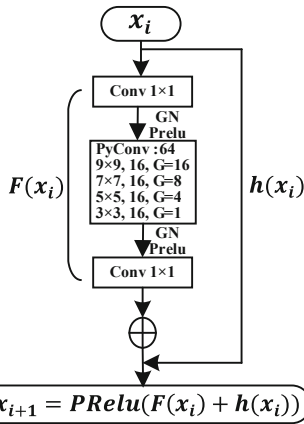 x_i
Conv 1×1
GN
Prelu
PyConv :64
9×9, 16, G=16
7×7, 16, G=8
5×5, 16, G=4
3×3, 16, G=1
F(x_i)
h(x_i)
GN
Prelu
Conv 1×1
x_{i+1} = PRelu(F(x_i) + h(x_i))